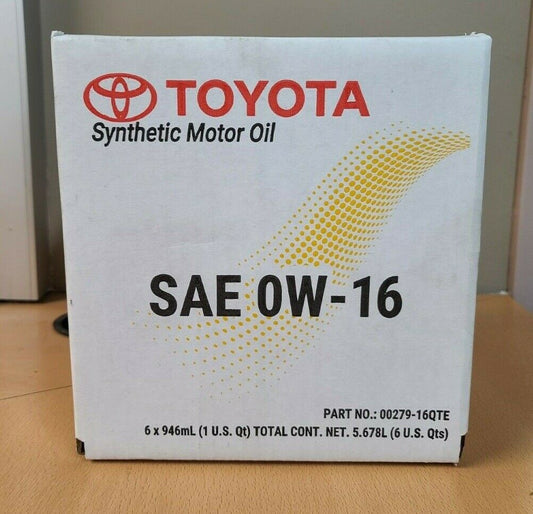 TOYOTA
Synthetic Motor Oil
SAE 0W-16
PART NO.: 00279-16QTE
6 x 946mL (1 U.S. Qt) TOTAL CONT. NET. 5.678L (6 U.S. Qts)